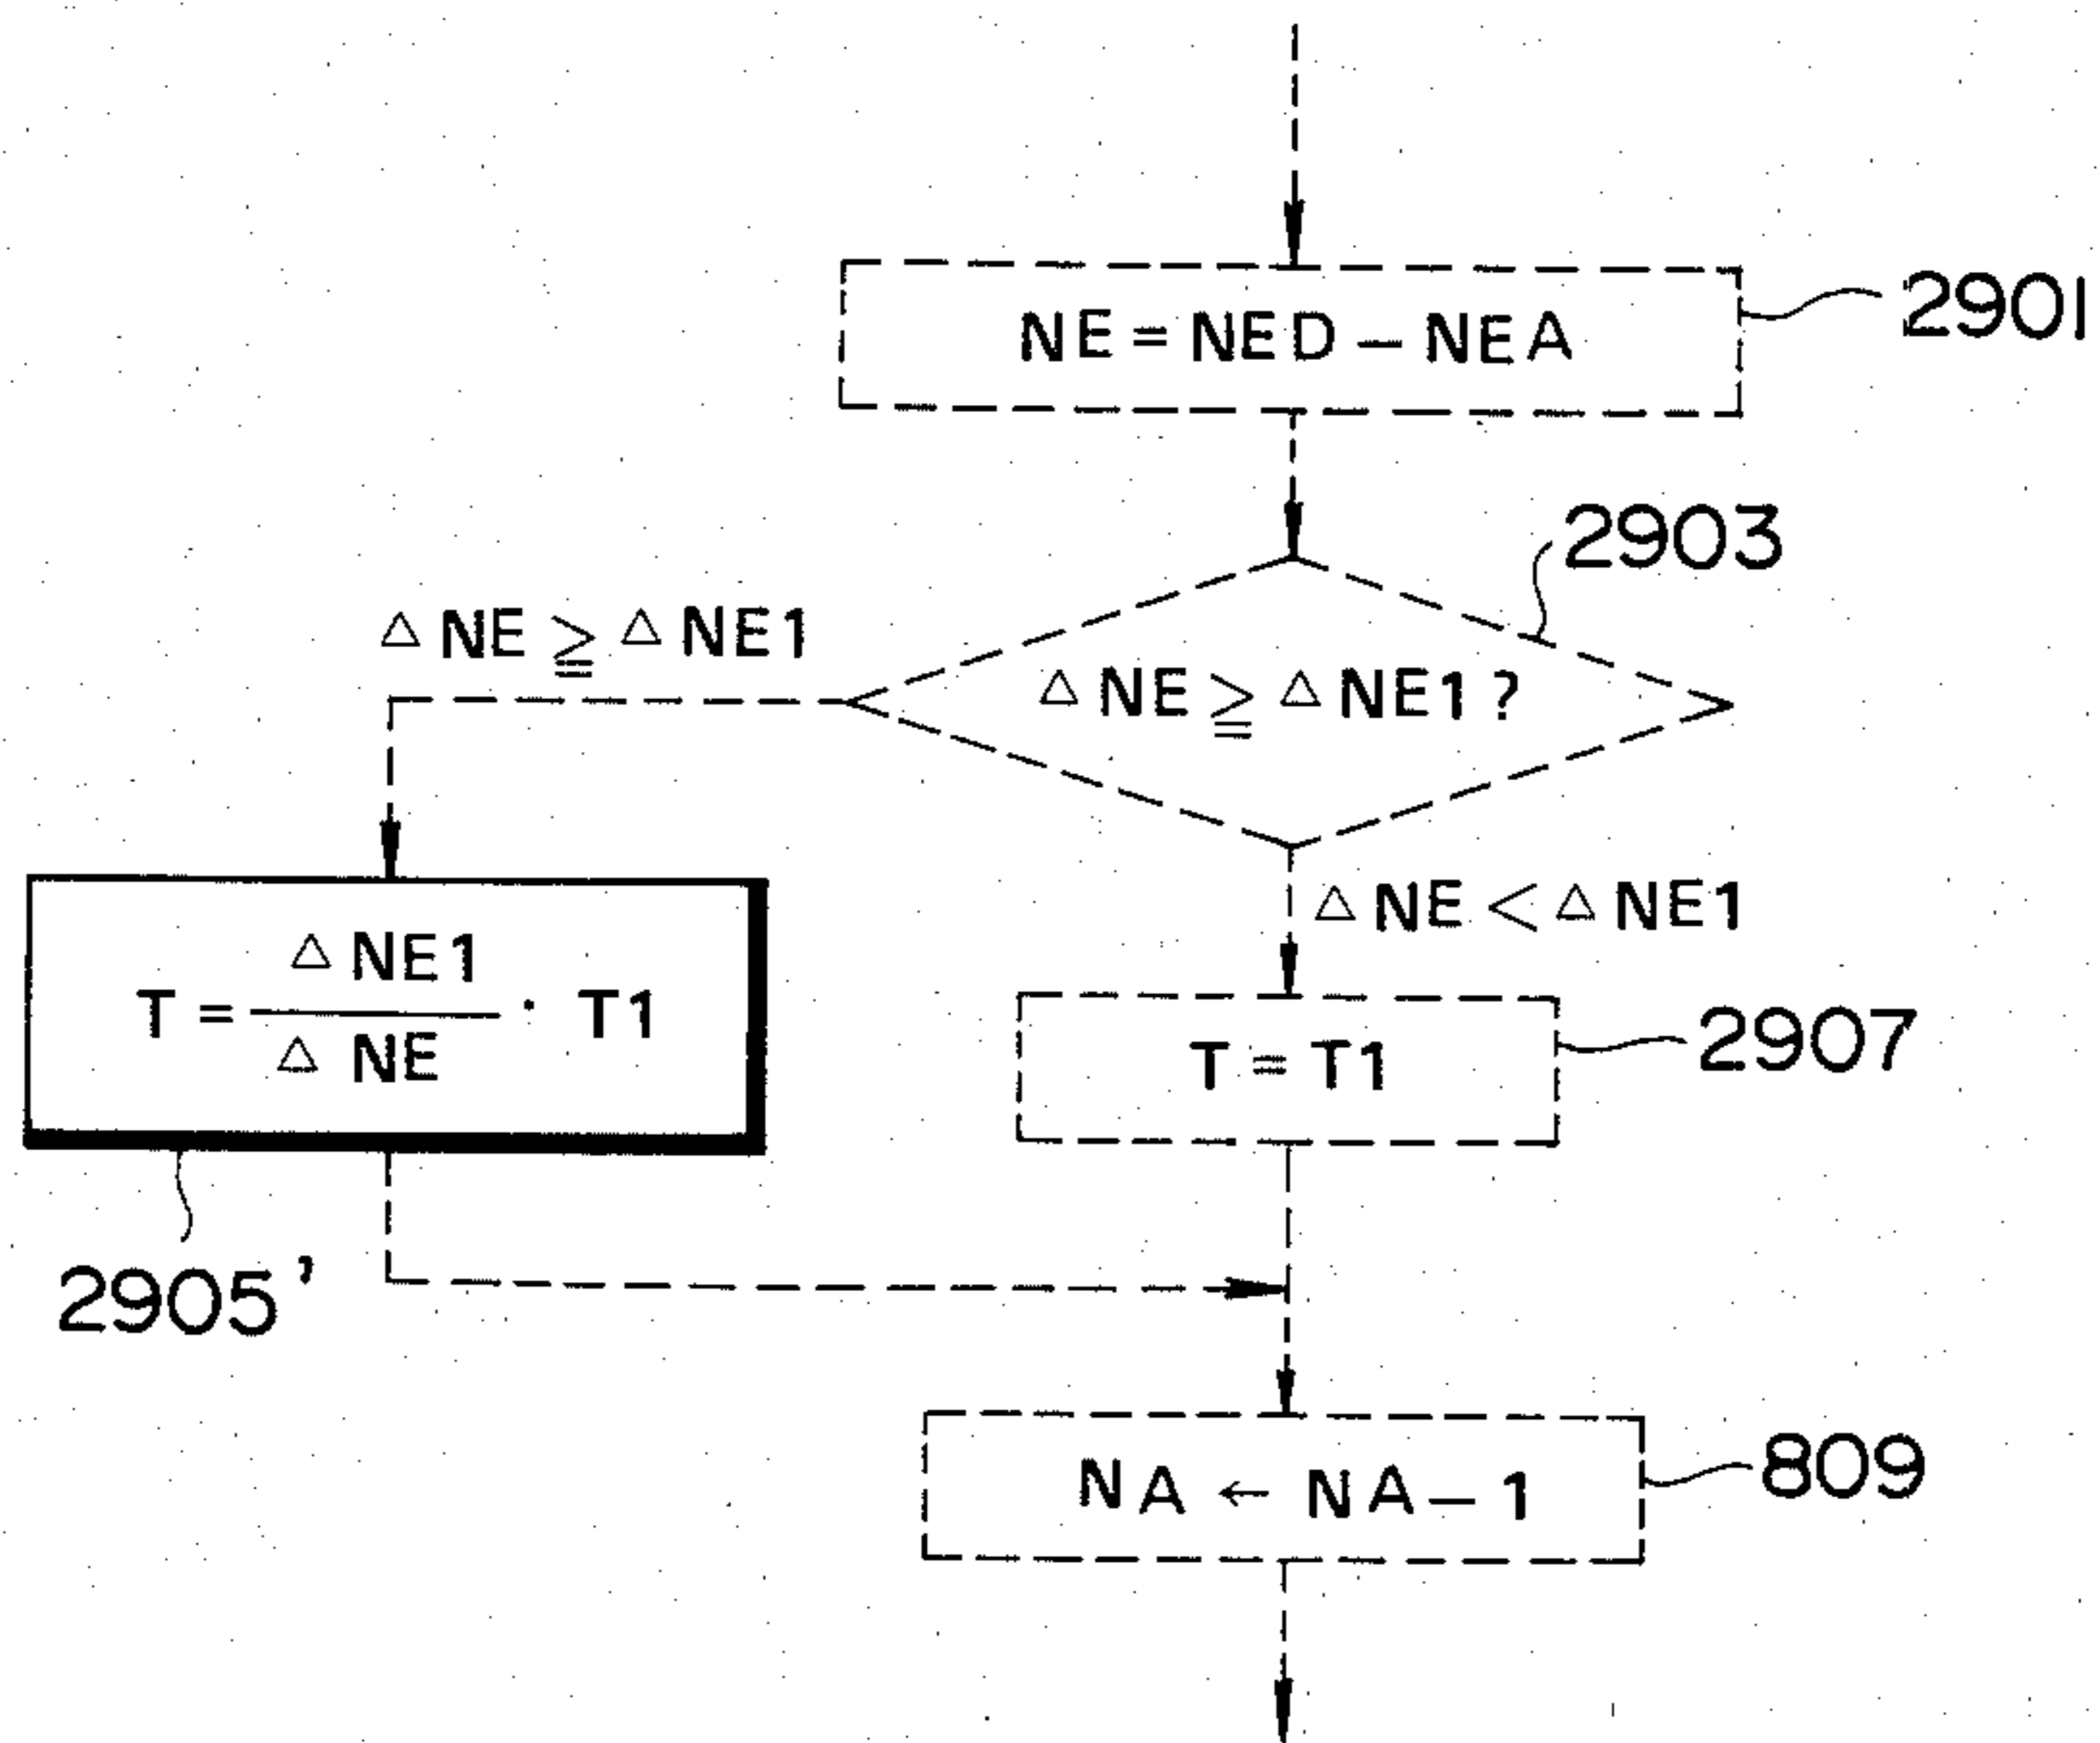 NE = NED - NEA
2901
2903
△ NE ≧ △ NE1
△ NE ≧ △ NE1?
△ NE < △ NE1
T = △ NE1 / △ NE · T1
T = T1
2907
2905'
NA ← NA - 1
809